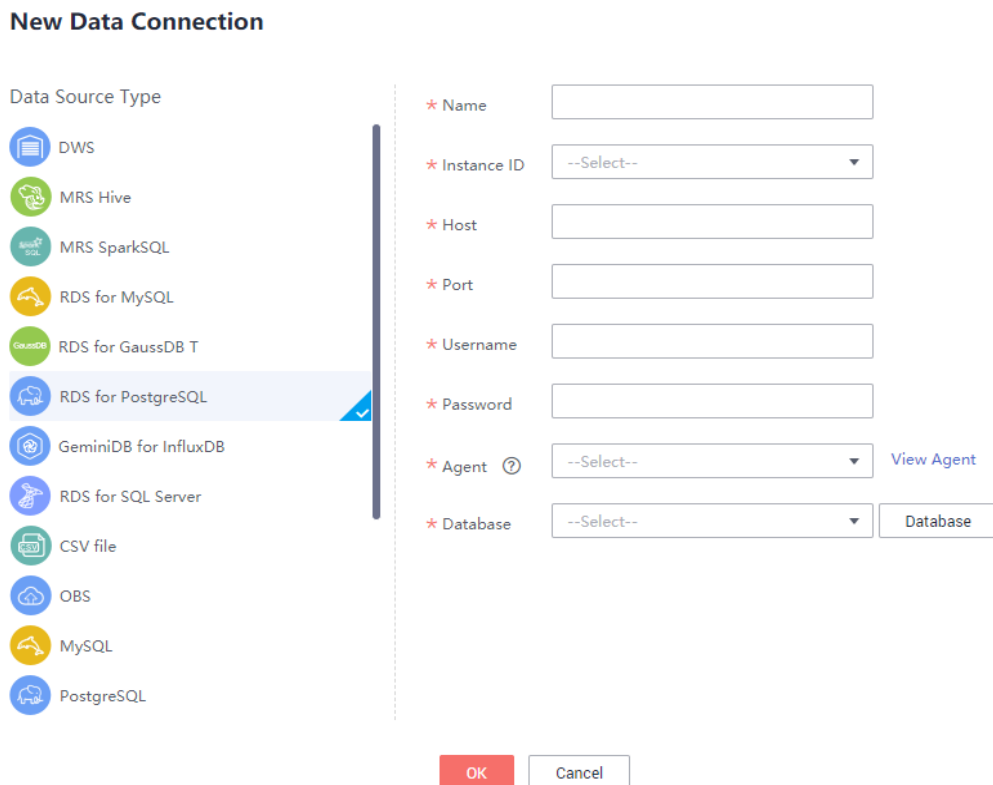 New Data Connection
Data Source Type
DWS
MRS Hive
MRS SparkSQL
RDS for MySQL
GaussDB RDS for GaussDB T
RDS for PostgreSQL
GeminiDB for InfluxDB
RDS for SQL Server
CSV CSV file
OBS
MySQL
PostgreSQL
* Name
* Instance ID --Select--
* Host
* Port
* Username
* Password
* Agent ? --Select-- View Agent
* Database --Select-- Database
OK Cancel